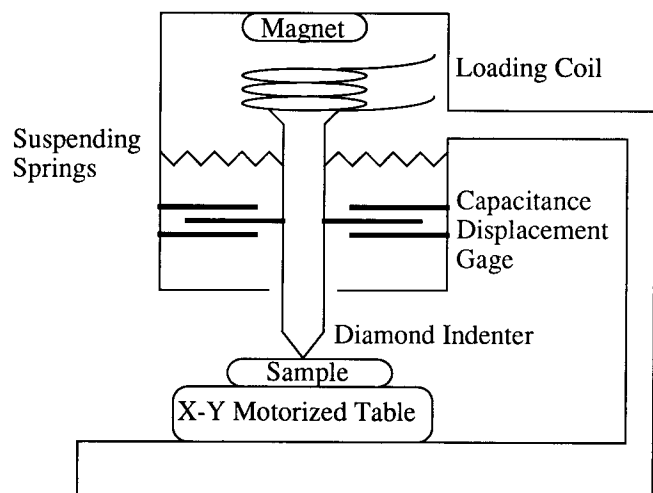 Magnet
Loading Coil
Suspending
Springs
Capacitance
Displacement
Gage
Diamond Indenter
Sample
X-Y Motorized Table